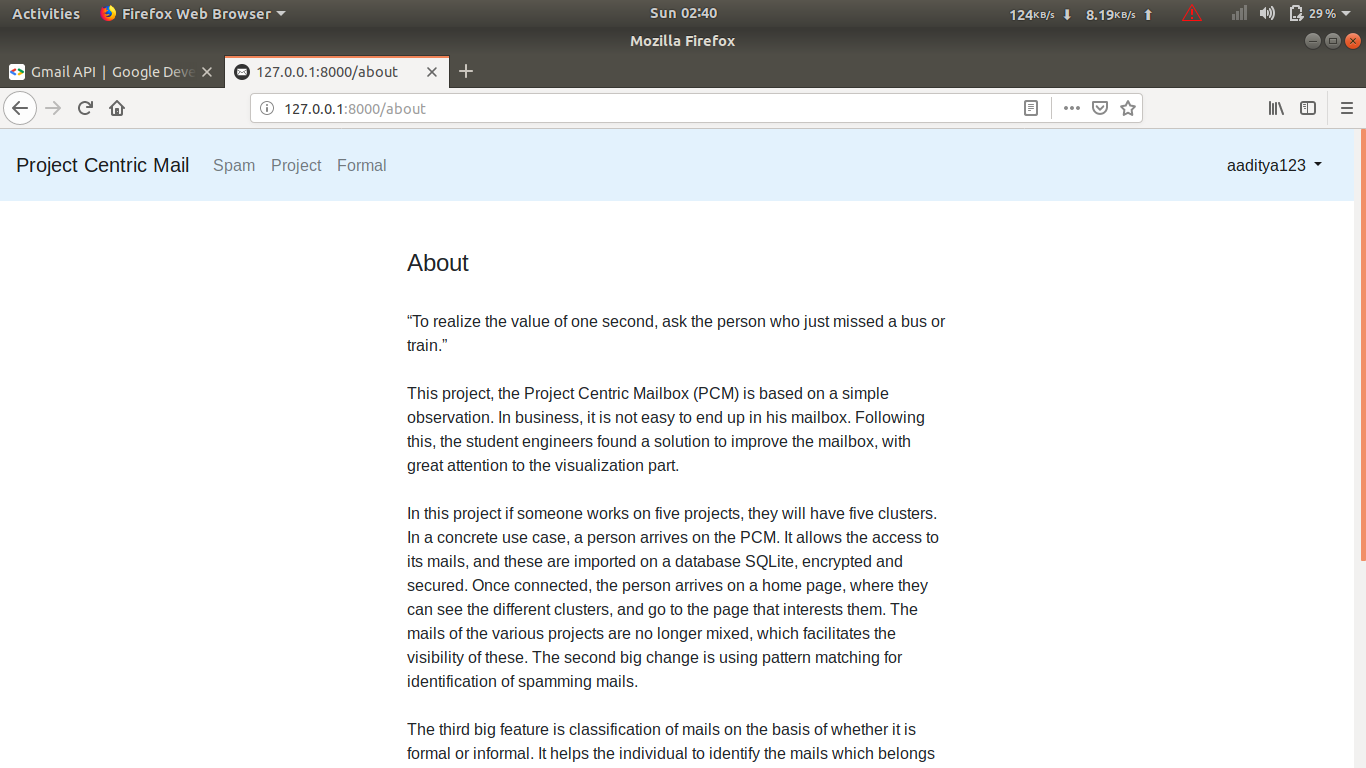 Activities Firefox Web Browser Sun 02:40 124KB/s 8.19KB/s 29%
Mozilla Firefox
Gmail API | Google Deve 127.0.0.1:8000/about
127.0.0.1:8000/about
Project Centric Mail Spam Project Formal aaditya123
About
“To realize the value of one second, ask the person who just missed a bus or
train.”
This project, the Project Centric Mailbox (PCM) is based on a simple
observation. In business, it is not easy to end up in his mailbox. Following
this, the student engineers found a solution to improve the mailbox, with
great attention to the visualization part.
In this project if someone works on five projects, they will have five clusters.
In a concrete use case, a person arrives on the PCM. It allows the access to
its mails, and these are imported on a database SQLite, encrypted and
secured. Once connected, the person arrives on a home page, where they
can see the different clusters, and go to the page that interests them. The
mails of the various projects are no longer mixed, which facilitates the
visibility of these. The second big change is using pattern matching for
identification of spamming mails.
The third big feature is classification of mails on the basis of whether it is
formal or informal. It helps the individual to identify the mails which belongs